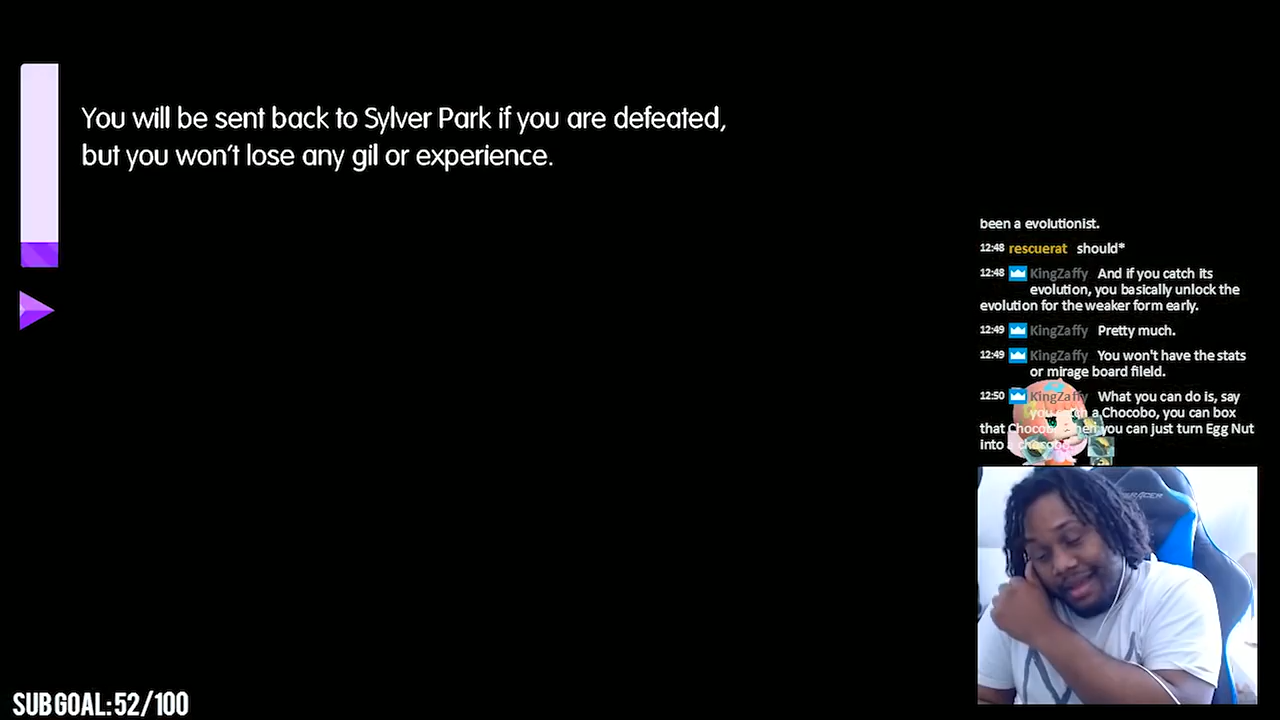 You will be sent back to Sylver Park if you are defeated,
but you won't lose any gil or experience.
been a evolutionist.
12:48 rescuerat should*
12:48 KingZaffy And if you catch its
evolution, you basically unlock the
evolution for the weaker form early.
12:49 KingZaffy Pretty much.
12:49 KingZaffy You won't have the stats
or mirage board fileld.
12:50 KingZaffy What you can do is, say
you catch a Chocobo, you can box
that Chocobo, then you can just turn Egg Nut
into a chocobo.
SUB GOAL: 52/100